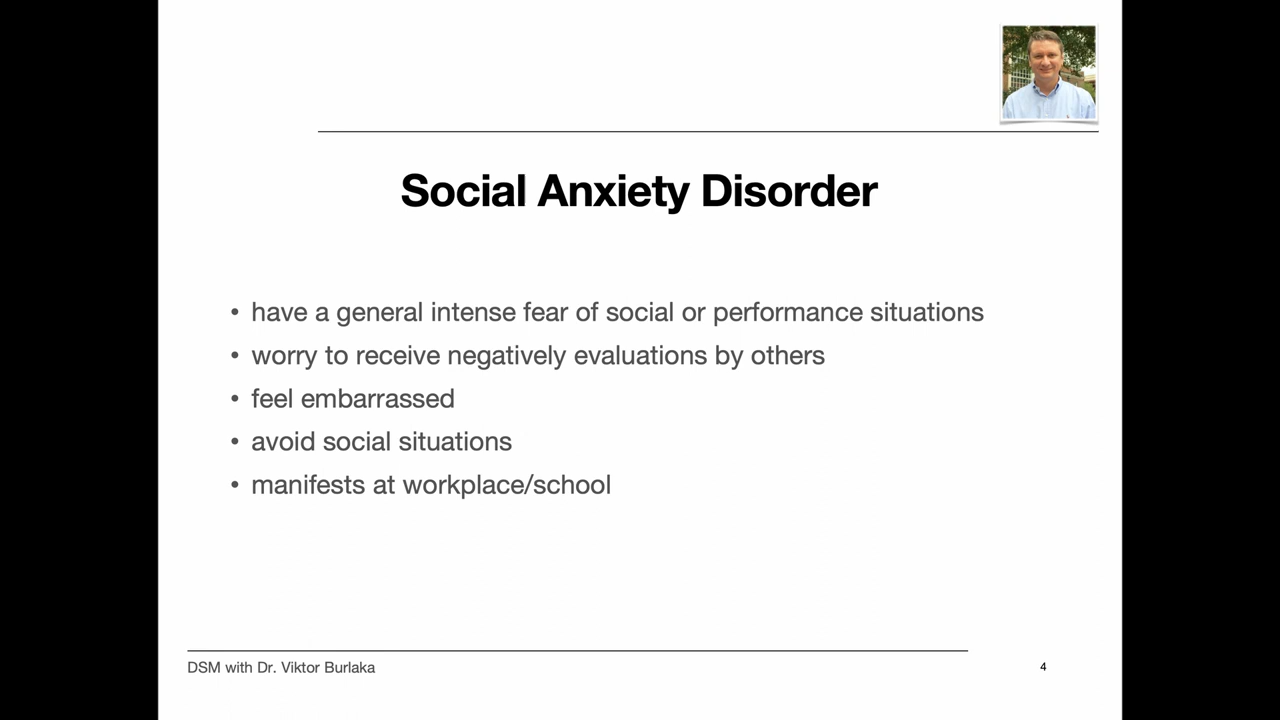 Social Anxiety Disorder
• have a general intense fear of social or performance situations
• worry to receive negatively evaluations by others
• feel embarrassed
• avoid social situations
• manifests at workplace/school
DSM with Dr. Viktor Burlaka
4